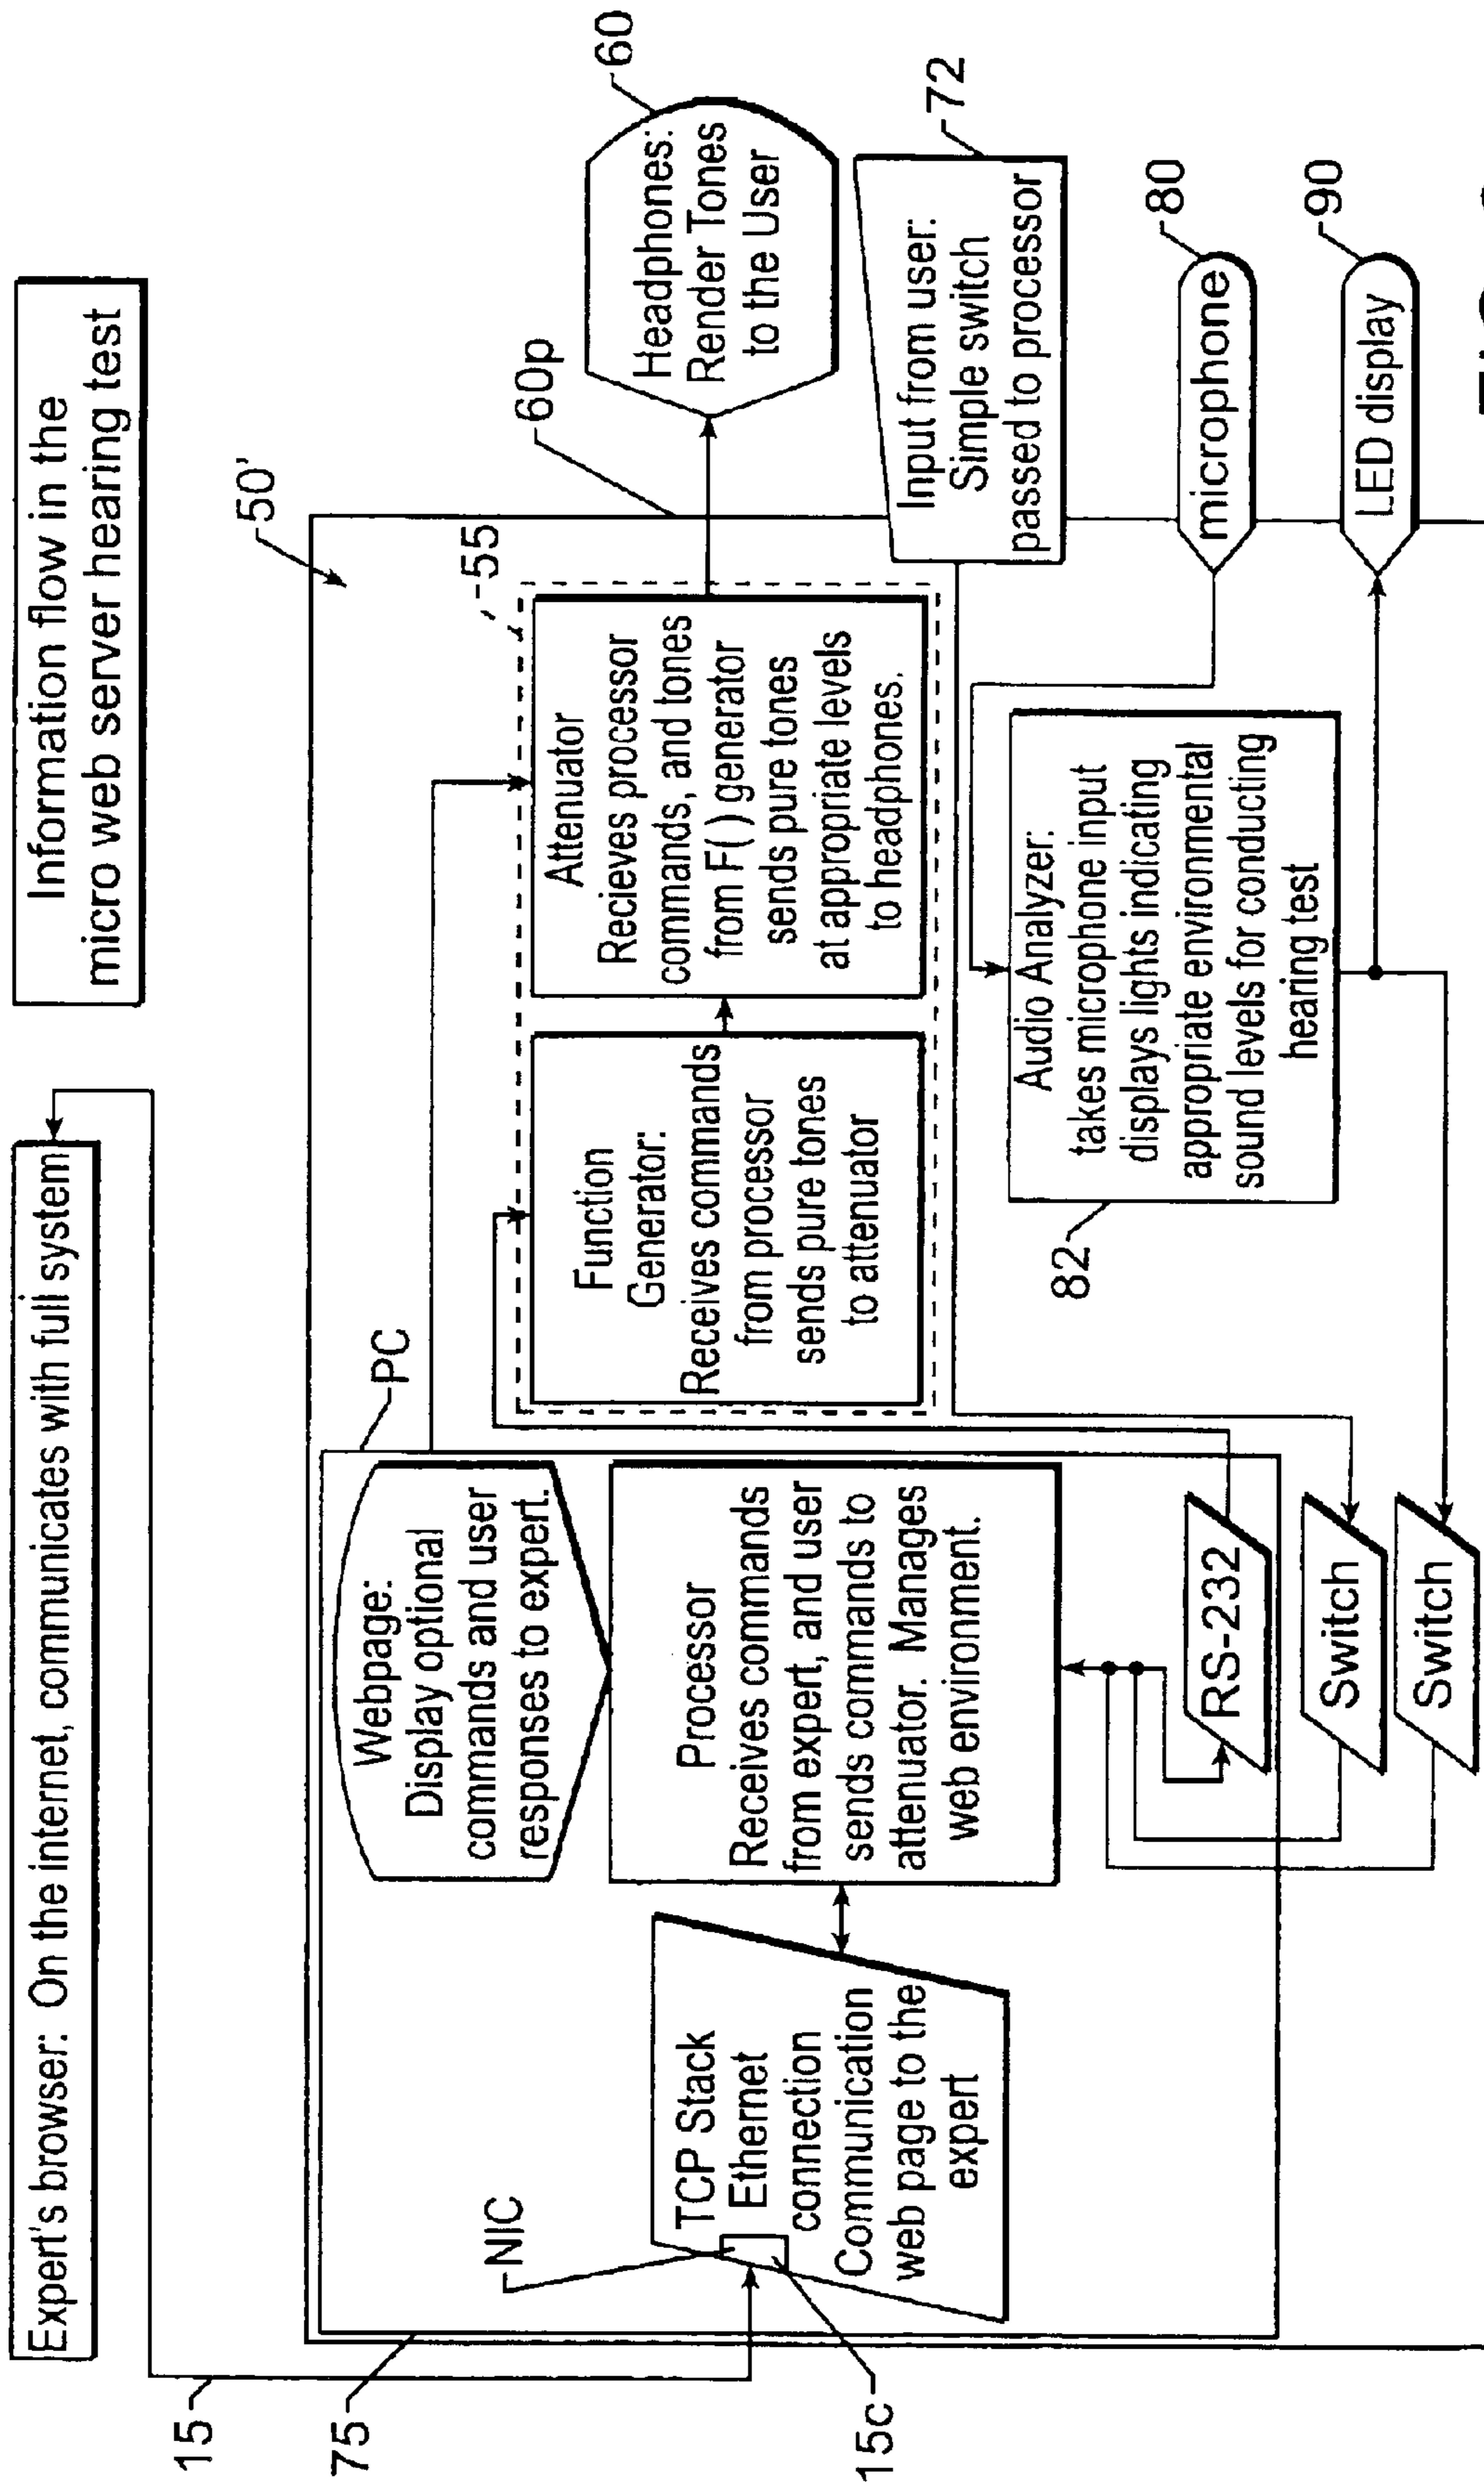 Expert's browser: On the internet, communicates with full system
Information flow in the
micro web server hearing test
15
75
NIC
15c
TCP Stack
Ethernet
connection
Communication
web page to the
expert
PC
Webpage:
Display optional
commands and user
responses to expert.
Processor
Receives commands
from expert, and user
sends commands to
attenuator. Manages
web environment.
RS-232
Switch
Switch
50'
55
Function
Generator:
Receives commands
from processor
sends pure tones
to attenuator
Attenuator
Recieves processor
commands, and tones
from F( ) generator
sends pure tones
at appropriate levels
to headphones.
60p
Headphones:
Render Tones
to the User
60
Input from user:
Simple switch
passed to processor
72
82
Audio Analyzer:
takes microphone input
displays lights indicating
appropriate environmental
sound levels for conducting
hearing test
microphone
80
LED display
90